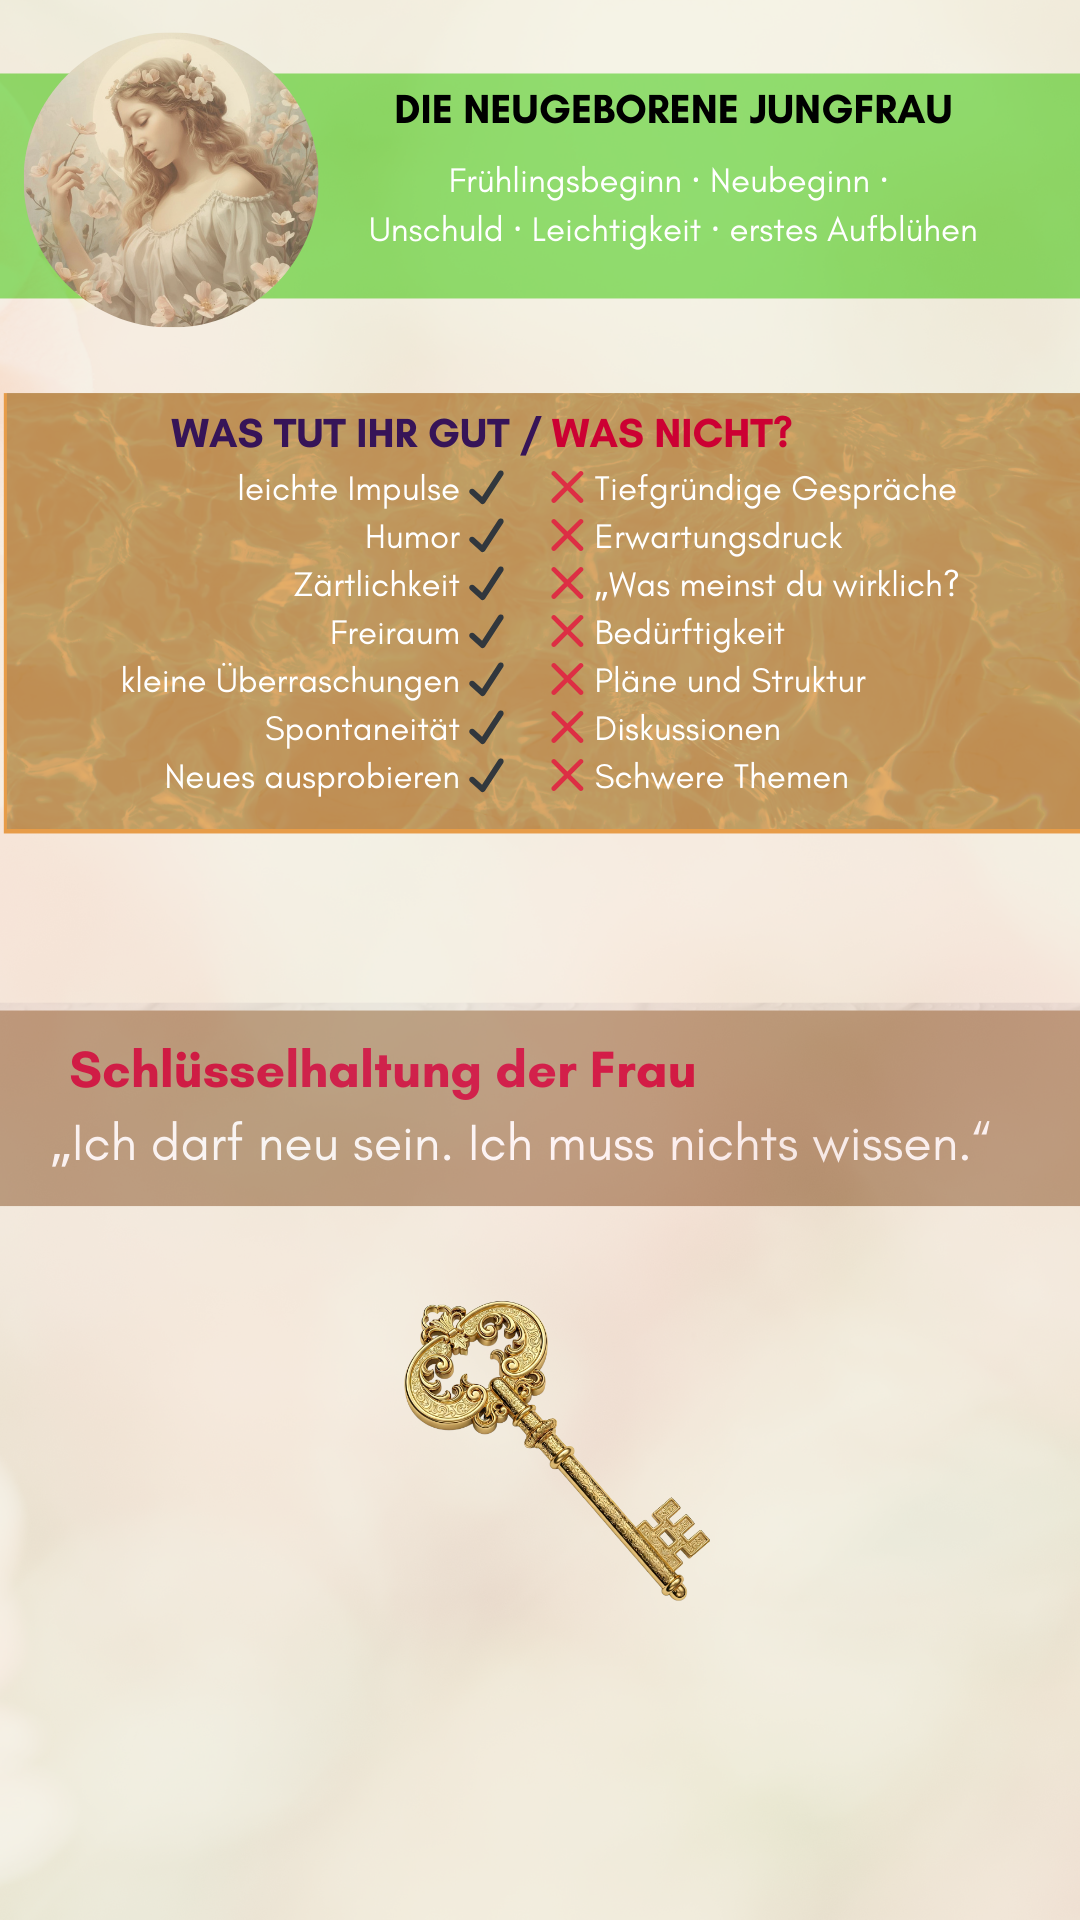 DIE NEUGEBORENE JUNGFRAU
Frühlingsbeginn · Neubeginn ·
Unschuld · Leichtigkeit · erstes Aufblühen
WAS TUT IHR GUT / WAS NICHT?
leichte Impulse ✓ ✗ Tiefgründige Gespräche
Humor ✓ ✗ Erwartungsdruck
Zärtlichkeit ✓ ✗ „Was meinst du wirklich?
Freiraum ✓ ✗ Bedürftigkeit
kleine Überraschungen ✓ ✗ Pläne und Struktur
Spontaneität ✓ ✗ Diskussionen
Neues ausprobieren ✓ ✗ Schwere Themen
Schlüsselhaltung der Frau
„Ich darf neu sein. Ich muss nichts wissen.“